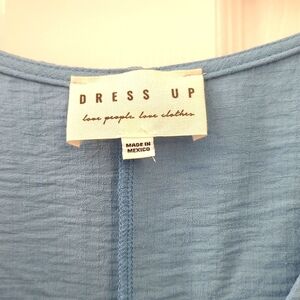 DRESS UP
love people. love clothes
MADE IN
MEXICO